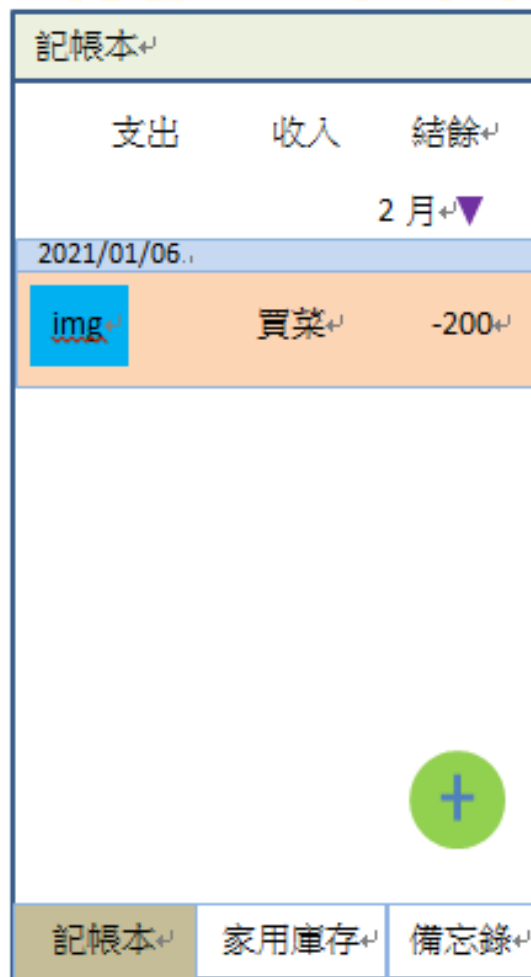 記帳本
支出 收入 結餘
2 月▼
2021/01/06
img 買菜 -200
+
記帳本 家用庫存 備忘錄